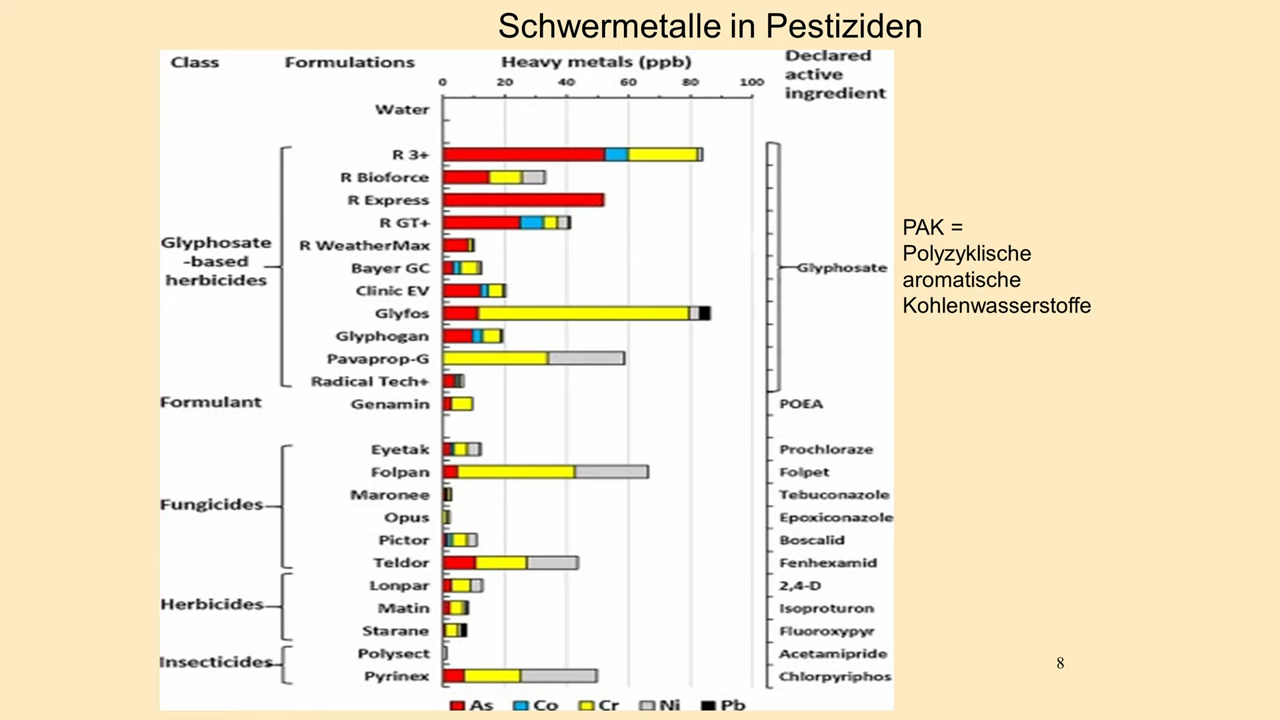 Schwermetalle in Pestiziden
Class
Formulations
Heavy metals (ppb)
Declared
active
ingredient
0 20 40 60 80 100
Water
R 3+
R Bioforce
R Express
R GT+
R WeatherMax
Bayer GC
Clinic EV
Glyfos
Glyphogan
Pavaprop-G
Radical Tech+
Glyphosate
-based
herbicides
Glyphosate
PAK =
Polyzyklische
aromatische
Kohlenwasserstoffe
Formulant Genamin POEA
Eyetak Prochloraze
Folpan Folpet
Maronee Tebuconazole
Fungicides
Opus Epoxiconazole
Pictor Boscalid
Teldor Fenhexamid
Lonpar 2,4-D
Herbicides Matin Isoproturon
Starane Fluoroxypyr
Polysect Acetamipride
Insecticides
Pyrinex Chlorpyriphos
As Co Cr Ni Pb
8